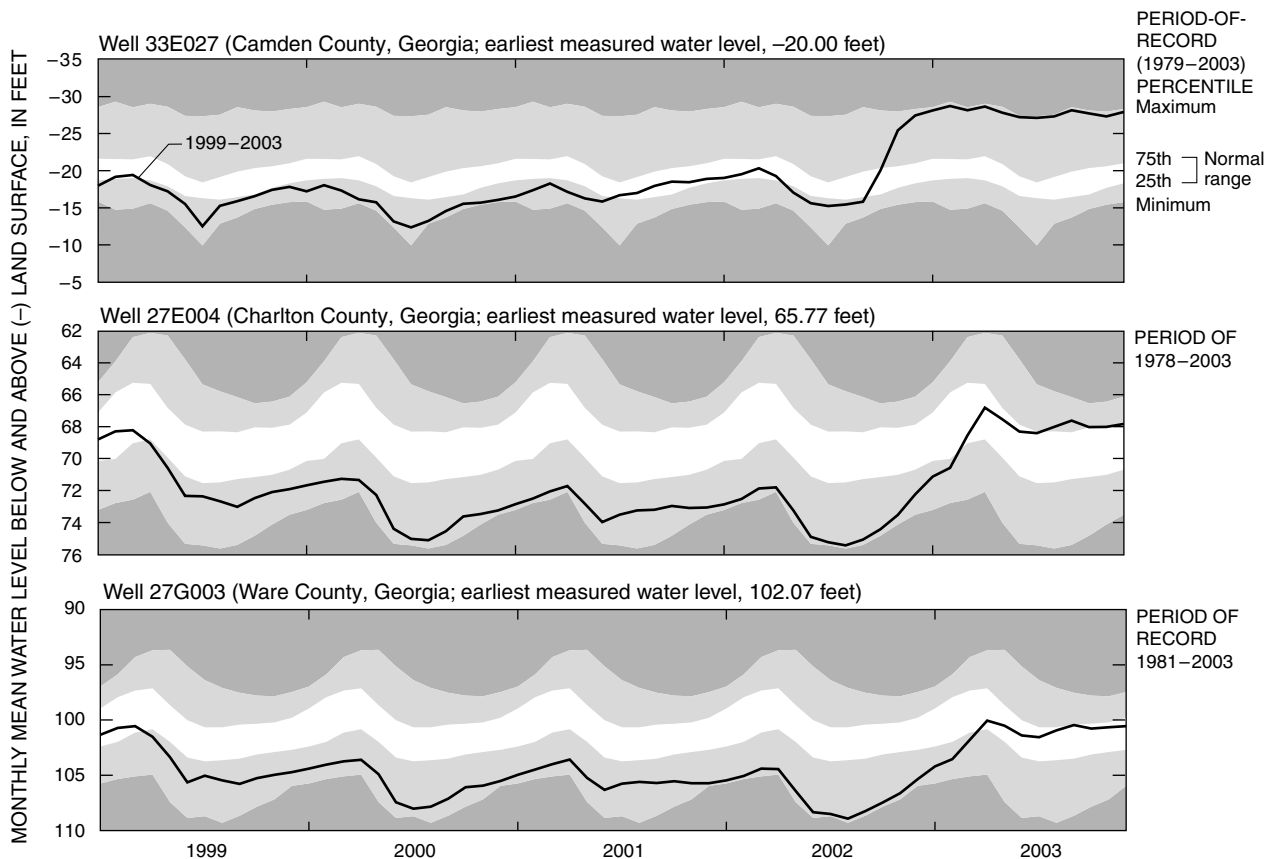 MONTHLY MEAN WATER LEVEL BELOW AND ABOVE (–) LAND SURFACE, IN FEET
Well 33E027 (Camden County, Georgia; earliest measured water level, –20.00 feet)
–35
–30
–25
–20
–15
–10
–5
1999–2003
PERIOD-OF-
RECORD
(1979–2003)
PERCENTILE
Maximum
75th
25th
Normal
range
Minimum
Well 27E004 (Charlton County, Georgia; earliest measured water level, 65.77 feet)
62
64
66
68
70
72
74
76
PERIOD OF
1978–2003
Well 27G003 (Ware County, Georgia; earliest measured water level, 102.07 feet)
90
95
100
105
110
PERIOD OF
RECORD
1981–2003
1999
2000
2001
2002
2003